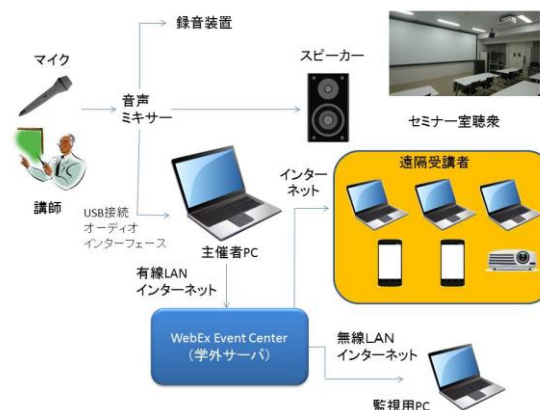 録音装置
マイク
スピーカー
音声
ミキサー
セミナー室聴衆
講師
インター
ネット
遠隔受講者
USB接続
オーディオ
インターフェース
主催者PC
有線LAN
インターネット
WebEx Event Center
(学外サーバ)
無線LAN
インターネット
監視用PC